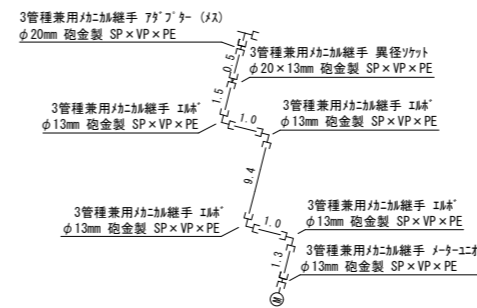 3管種兼用ﾒｶﾆｶﾙ継手 ｱﾀﾞﾌﾟﾀｰ (ﾒｽ)
φ20mm 砲金製 SP×VP×PE
3管種兼用ﾒｶﾆｶﾙ継手 異径ｿｹｯﾄ
φ20×13mm 砲金製 SP×VP×PE
0.5
1.5
3管種兼用ﾒｶﾆｶﾙ継手 ｴﾙﾎﾞ
φ13mm 砲金製 SP×VP×PE
1.0
3管種兼用ﾒｶﾆｶﾙ継手 ｴﾙﾎﾞ
φ13mm 砲金製 SP×VP×PE
9.4
3管種兼用ﾒｶﾆｶﾙ継手 ｴﾙﾎﾞ
φ13mm 砲金製 SP×VP×PE
1.0
3管種兼用ﾒｶﾆｶﾙ継手 ｴﾙﾎﾞ
φ13mm 砲金製 SP×VP×PE
1.3
3管種兼用ﾒｶﾆｶﾙ継手 ﾒｰﾀｰﾕﾆｵ
φ13mm 砲金製 SP×VP×PE
M